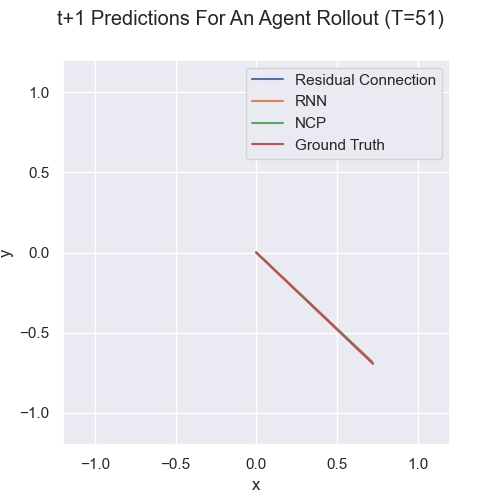 t+1 Predictions For An Agent Rollout (T=51)
Residual Connection
RNN
NCP
Ground Truth
1.0
0.5
0.0
−0.5
−1.0
y
−1.0 −0.5 0.0 0.5 1.0
x